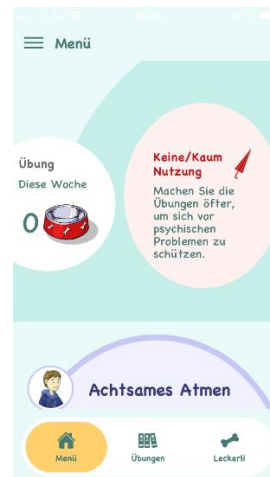 Menü
Übung
Diese Woche
0
Keine/Kaum
Nutzung
Machen Sie die
Übungen öfter,
um sich vor
psychischen
Problemen zu
schützen.
Achtsames Atmen
Menü
Übungen
Leckerli